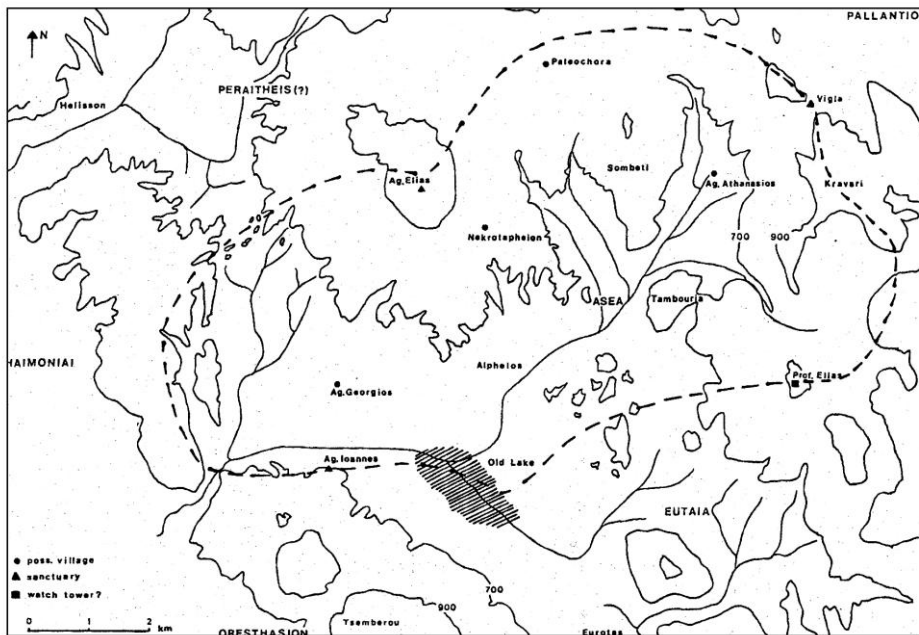 PALLANTIO
N
Paleochora
PERAITHEIS (?)
Helisson
Vigla
Sombeti
Ag. Elias
Ag. Athanasios
Kravari
Nekrotapheion
700
900
ASEA
Tambouria
HAIMONIAI
Alpheios
Prof. Elias
Ag. Georgios
Ag. Ioannes
Old Lake
EUTAIA
poss. village
sanctuary
watch tower?
700
900
0 1 2
km
Tsemberou
ORESTHASION
Eurotas